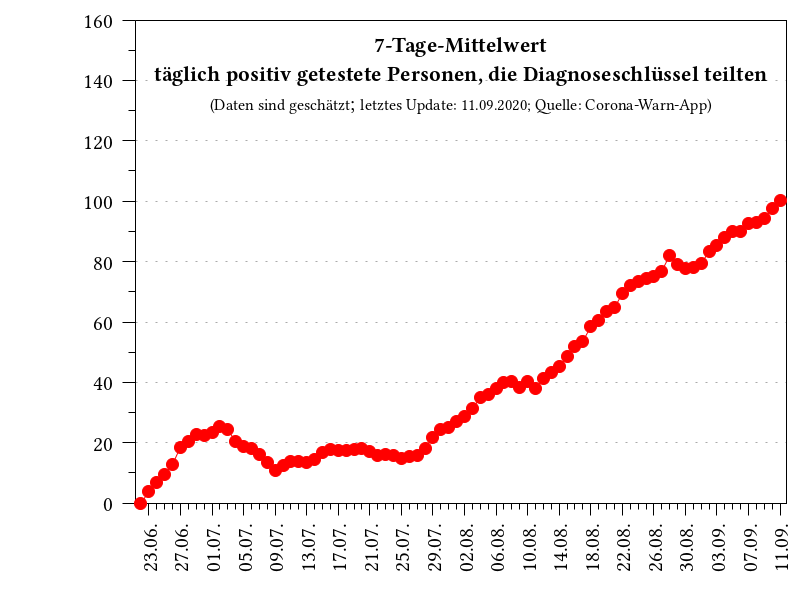 7-Tage-Mittelwert
täglich positiv getestete Personen, die Diagnoseschlüssel teilten
(Daten sind geschätzt; letztes Update: 11.09.2020; Quelle: Corona-Warn-App)
160
140
120
100
80
60
40
20
0
23.06. 27.06. 01.07. 05.07. 09.07. 13.07. 17.07. 21.07. 25.07. 29.07. 02.08. 06.08. 10.08. 14.08. 18.08. 22.08. 26.08. 30.08. 03.09. 07.09. 11.09.